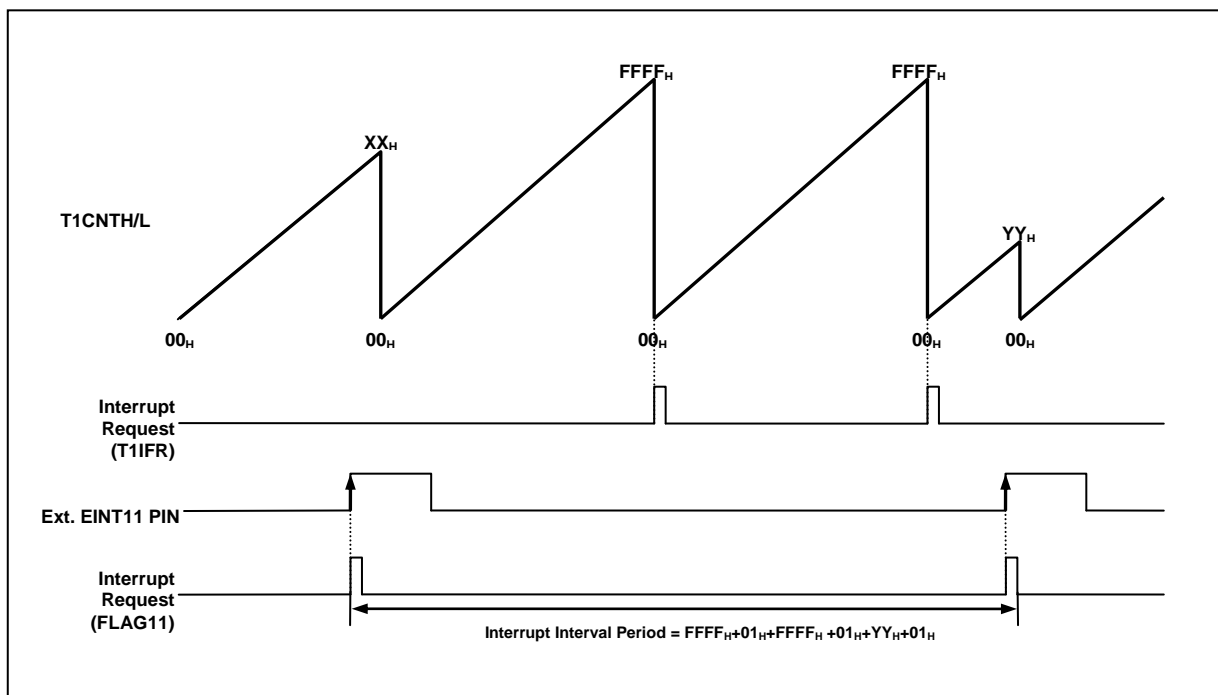 FFFFH FFFFH
XXH
T1CNTH/L
YYH
00H 00H 00H 00H 00H
Interrupt
Request
(T1IFR)
Ext. EINT11 PIN
Interrupt
Request
(FLAG11)
Interrupt Interval Period = FFFFH+01H+FFFFH +01H+YYH+01H